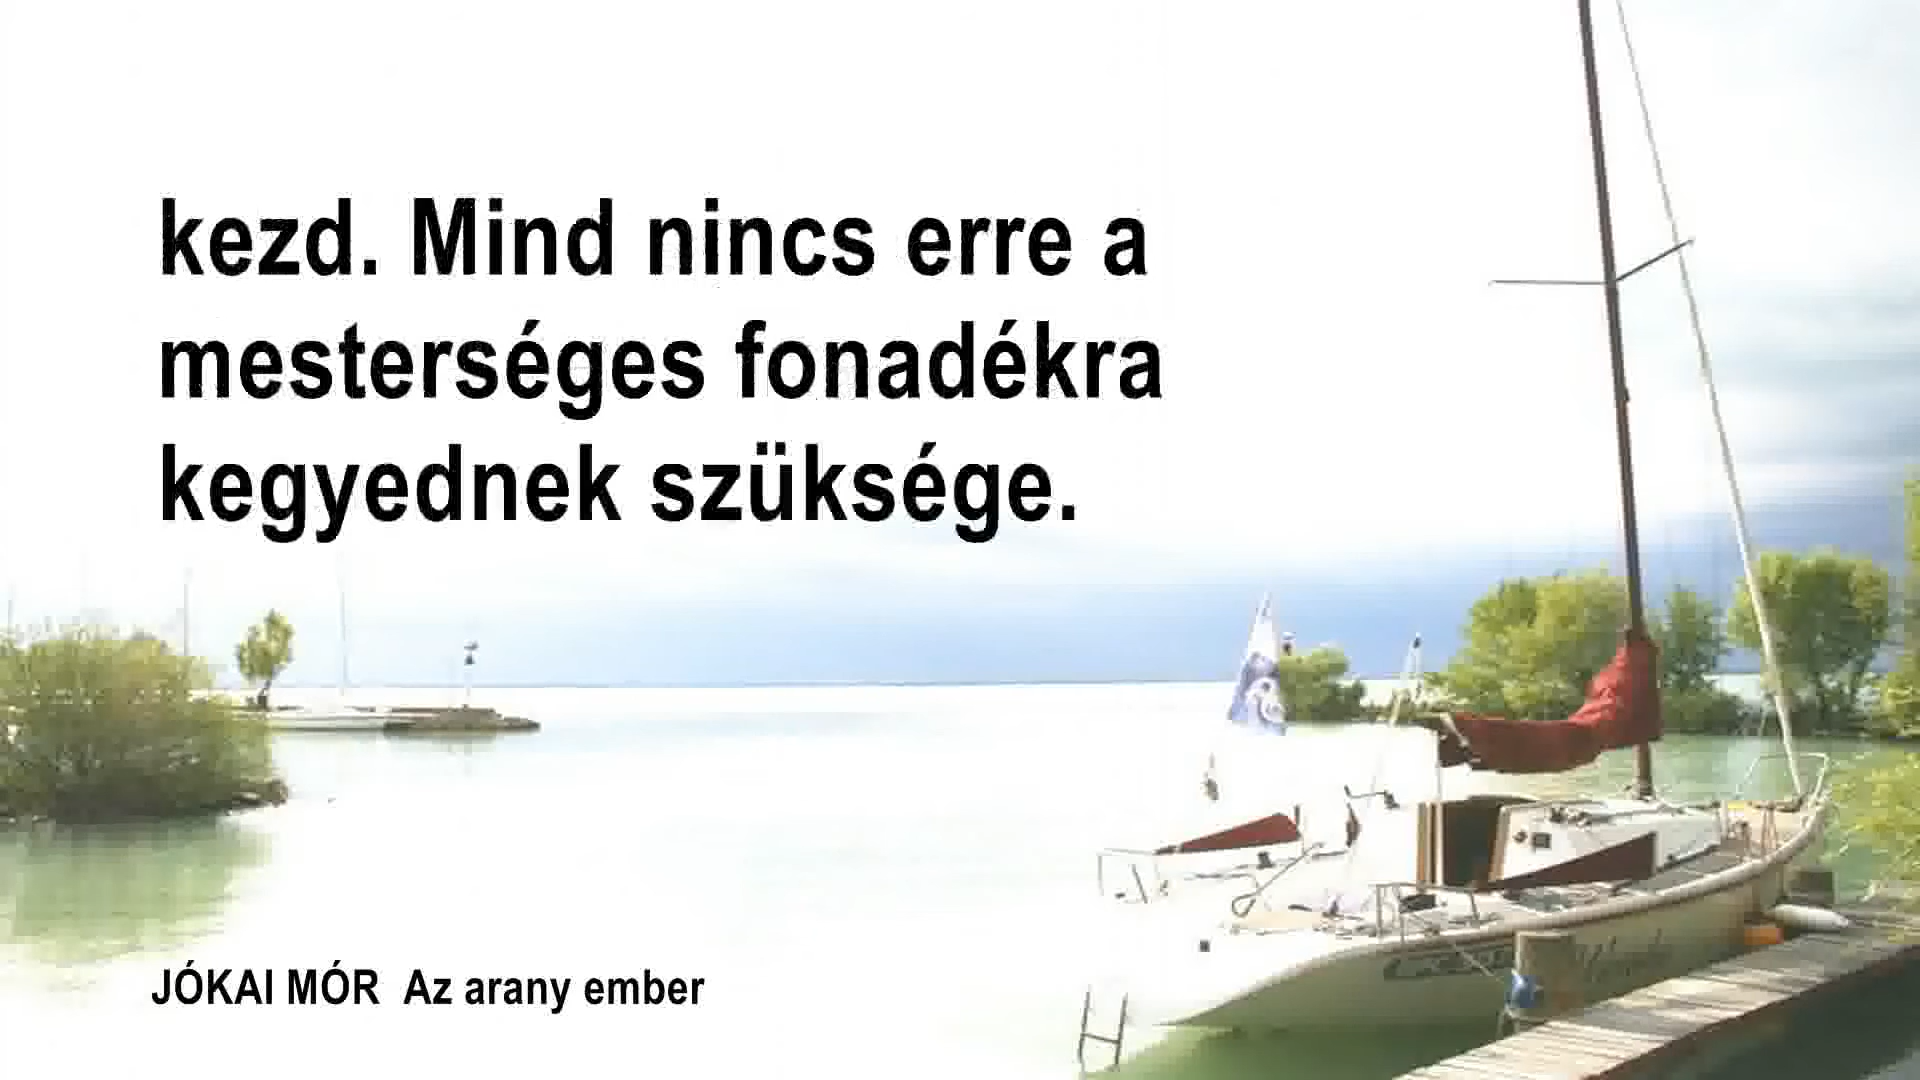 kezd. Mind nincs erre a
mesterséges fonadékra
kegyednek szüksége.
JÓKAI MÓR Az arany ember